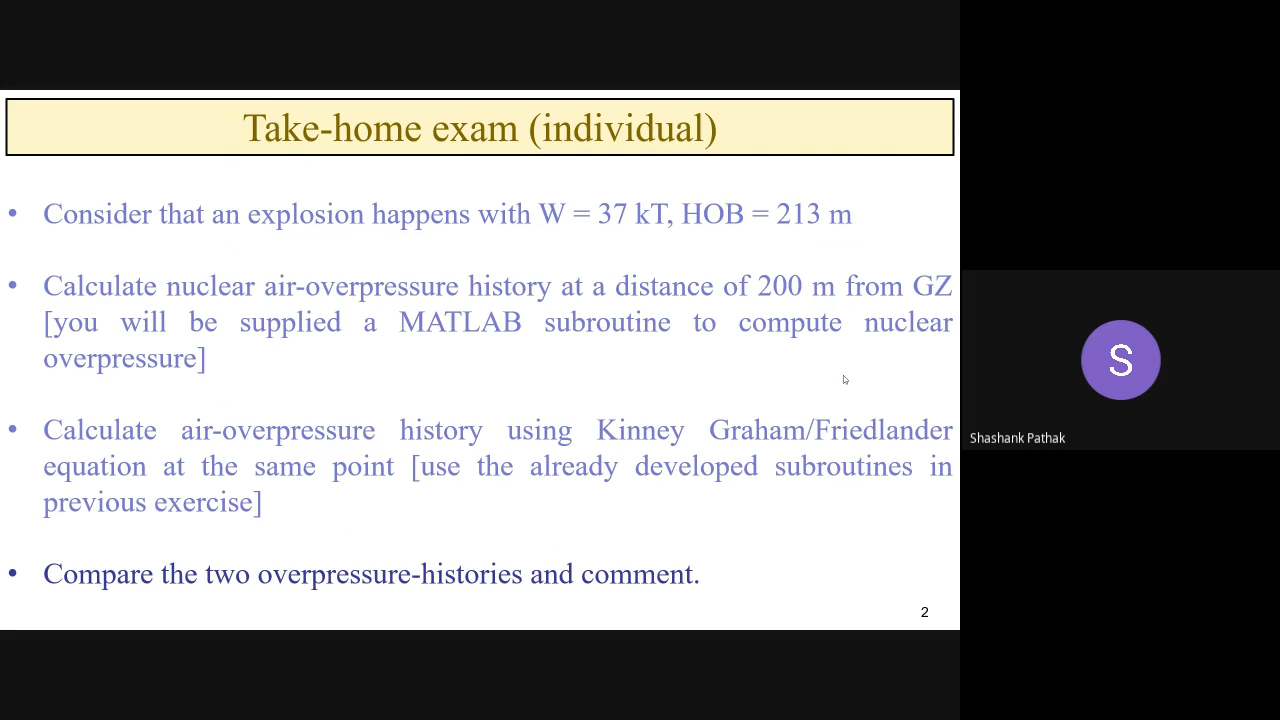 Take-home exam (individual)
• Consider that an explosion happens with W = 37 kT, HOB = 213 m
• Calculate nuclear air-overpressure history at a distance of 200 m from GZ
[you will be supplied a MATLAB subroutine to compute nuclear
overpressure]
• Calculate air-overpressure history using Kinney Graham/Friedlander
equation at the same point [use the already developed subroutines in
previous exercise]
• Compare the two overpressure-histories and comment.
2
S
Shashank Pathak